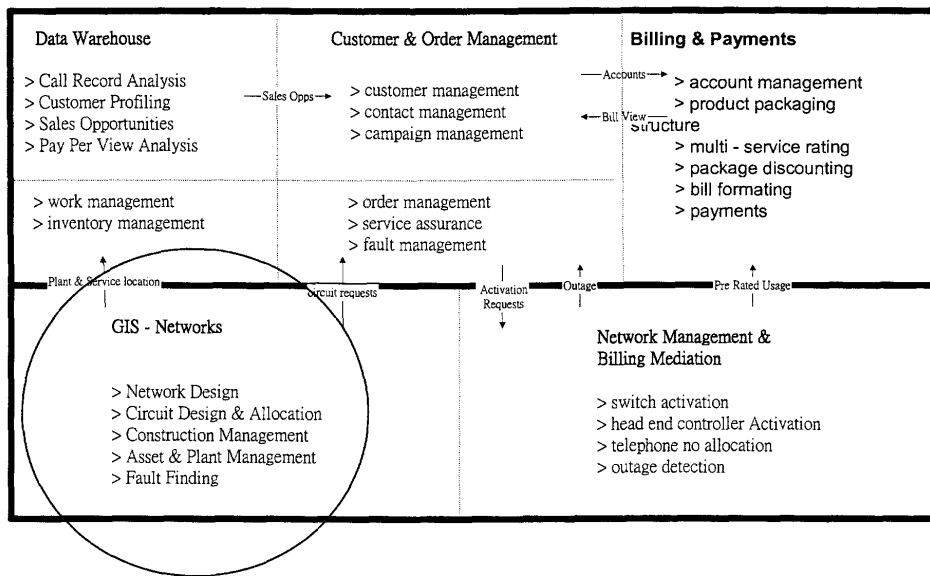 Data Warehouse
> Call Record Analysis
> Customer Profiling
> Sales Opportunities
> Pay Per View Analysis
Sales Opps
Customer & Order Management
> customer management
> contact management
> campaign management
Accounts
Bill View
Billing & Payments
> account management
> product packaging
structure
> multi - service rating
> package discounting
> bill formating
> payments
> work management
> inventory management
> order management
> service assurance
> fault management
Plant & Service location
circuit requests
Activation
Requests
Outage
Pre Rated Usage
GIS - Networks
> Network Design
> Circuit Design & Allocation
> Construction Management
> Asset & Plant Management
> Fault Finding
Network Management &
Billing Mediation
> switch activation
> head end controller Activation
> telephone no allocation
> outage detection